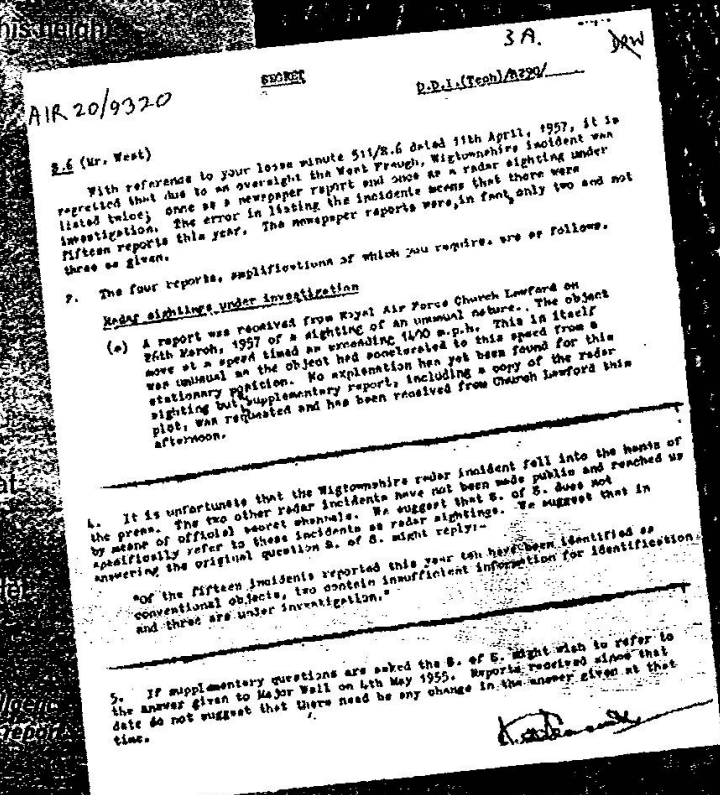 his height
3A.
DRW
SECRET
D.D.I.(Tech)/S290/
AIR 20/9320
S.6 (Mr. West)
With reference to your loose minute 511/S.6 dated 11th April, 1957, it is
regretted that due to an oversight the West Freugh, Wigtownshire incident was
listed twice; once as a newspaper report and once as a radar sighting under
investigation. The error in listing the incidents means that there were
fifteen reports this year. The newspaper reports were, in fact, only two and not
three as given.
2. The four reports, amplifications of which you require, are as follows.
Radar sightings under investigation
(a) A report was received from Royal Air Force Church Lawford on
26th March, 1957 of a sighting of an unusual nature. The object
move at a speed timed as exceeding 1400 m.p.h. This in itself
was unusual as the object had accelerated to this speed from a
stationary position. No explanation has yet been found for this
sighting but supplementary report, including a copy of the radar
plot, was requested and has been received from Church Lawford this
afternoon.
4. It is unfortunate that the Wigtownshire radar incident fell into the hands of
the press. The two other radar incidents have not been made public and reached us
by means of official secret channels. We suggest that S. of S. does not
specifically refer to these incidents as radar sightings. We suggest that in
answering the original question S. of S. might reply:-
"Of the fifteen incidents reported this year ten have been identified as
conventional objects, two contain insufficient information for identification
and three are under investigation."
5. If supplementary questions are asked the S. of S. might wish to refer to
the answer given to Major Wall on 4th May 1955. Reports received since that
date do not suggest that there need be any change in the answer given at that
time.
report